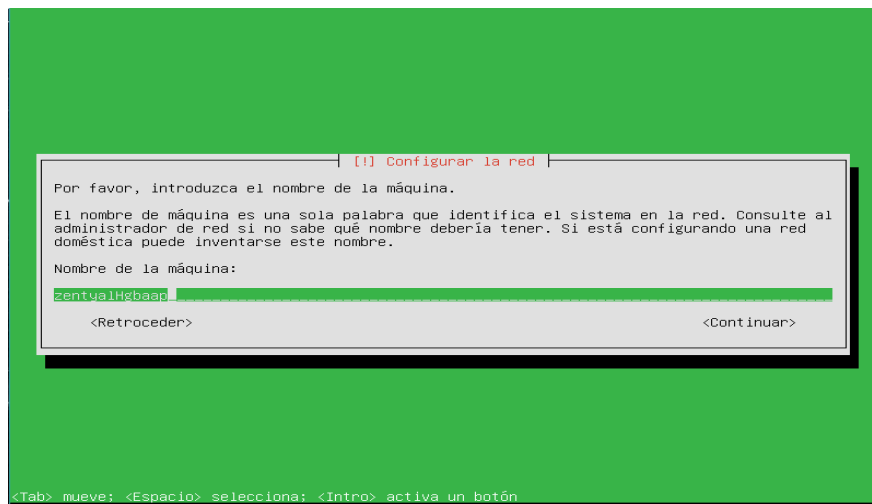 [!] Configurar la red
Por favor, introduzca el nombre de la máquina.
El nombre de máquina es una sola palabra que identifica el sistema en la red. Consulte al
administrador de red si no sabe qué nombre debería tener. Si está configurando una red
doméstica puede inventarse este nombre.
Nombre de la máquina:
zentyalHgbaap
<Retroceder> <Continuar>
<Tab> mueve; <Espacio> selecciona; <Intro> activa un botón